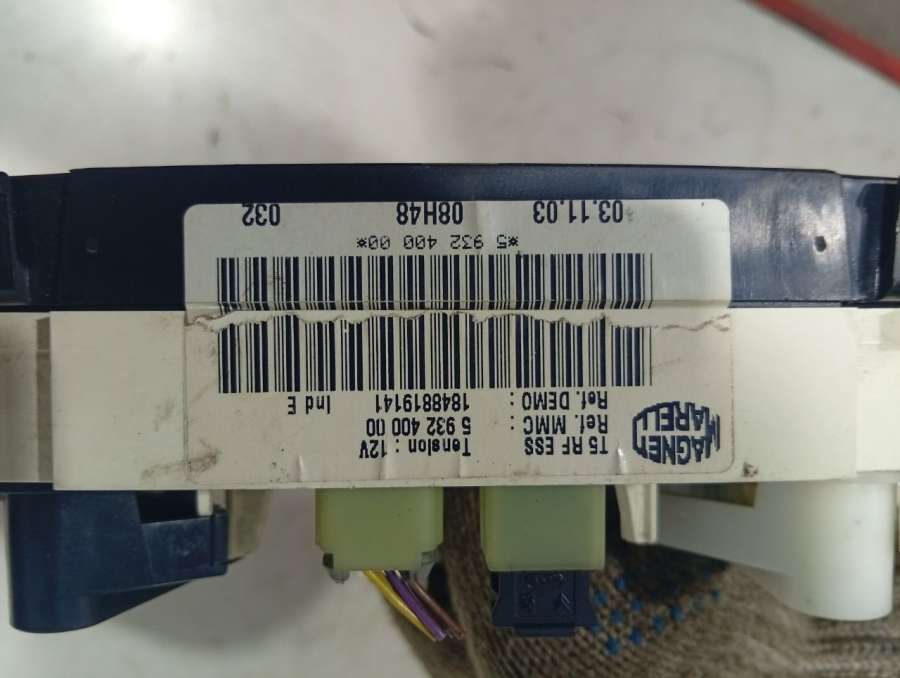 MAGNETI
MARELLI
T5 RF ESS Tension : 12V
Ref. MMC : 5 932 400 00
Ref. DEMO : 1848819141 Ind E
*5 932 400 00*
03.11.03 08H48 032